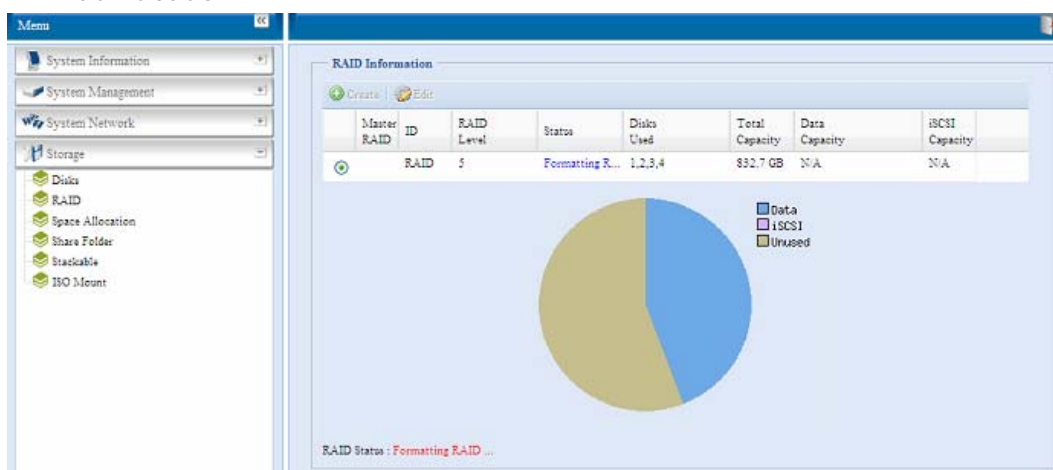 Menu
System Information
System Management
System Network
Storage
Disks
RAID
Space Allocation
Share Folder
Stackable
ISO Mount
RAID Information
Create Edit
Master RAID ID RAID Level Status Disks Used Total Capacity Data Capacity iSCSI Capacity
RAID 5 Formatting R... 1,2,3,4 832.7 GB N/A N/A
Data
iSCSI
Unused
RAID Status : Formatting RAID ...